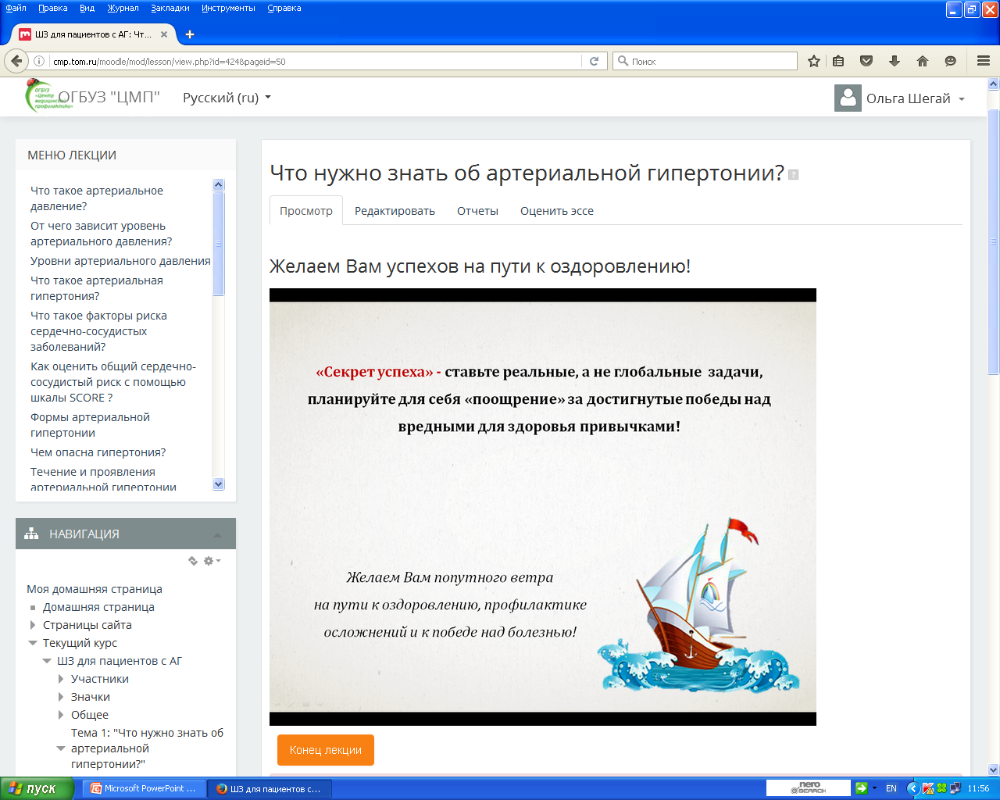 Файл Правка Вид Журнал Закладки Инструменты Справка
ШЗ для пациентов с АГ: Чт...
cmp.tom.ru/moodle/mod/lesson/view.php?id=424&pageid=50
Поиск
ОГБУЗ «Центр медицинской профилактики»
ОГБУЗ "ЦМП"
Русский (ru)
Ольга Шегай
МЕНЮ ЛЕКЦИИ
Что такое артериальное
давление?
От чего зависит уровень
артериального давления?
Уровни артериального давления
Что такое артериальная
гипертония?
Что такое факторы риска
сердечно-сосудистых
заболеваний?
Как оценить общий сердечно-
сосудистый риск с помощью
шкалы SCORE ?
Формы артериальной
гипертонии
Чем опасна гипертония?
Течение и проявления
артериальной гипертонии
НАВИГАЦИЯ
Моя домашняя страница
Домашняя страница
Страницы сайта
Текущий курс
ШЗ для пациентов с АГ
Участники
Значки
Общее
Тема 1: "Что нужно знать об
артериальной
гипертонии?"
Что нужно знать об артериальной гипертонии?
Просмотр Редактировать Отчеты Оценить эссе
Желаем Вам успехов на пути к оздоровлению!
«Секрет успеха» - ставьте реальные, а не глобальные задачи,
планируйте для себя «поощрение» за достигнутые победы над
вредными для здоровья привычками!
Желаем Вам попутного ветра
на пути к оздоровлению, профилактике
осложнений и к победе над болезнью!
Конец лекции
пуск
Microsoft PowerPoint ...
ШЗ для пациентов с...
nero
@SEARCH
EN
11:56